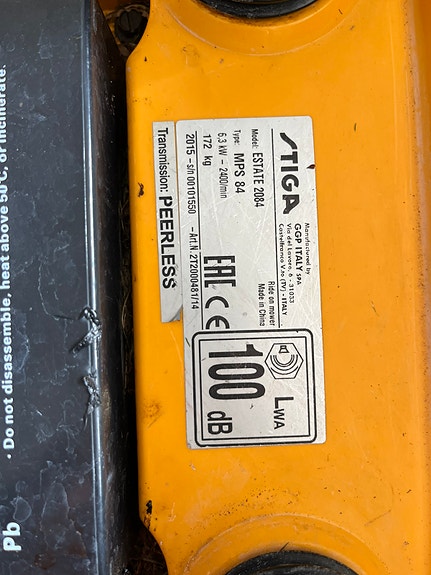 STIGA
Manufactured by
GGP ITALY SPA
Via del Lavoro, 6 - 31033
Castelfranco V.to (TV) - ITALY
Model: ESTATE 2084
Ride on mower
Made in China
Type: MPS 84
6,3 kW – 2400/min
172 kg
EAC CE
2015 – s/n 00101550 – Art.N. 2T2000481/14
Transmission: PEERLESS
LWA
100
dB
· Do not disassemble, heat above 50°C, or incinerate.
Pb